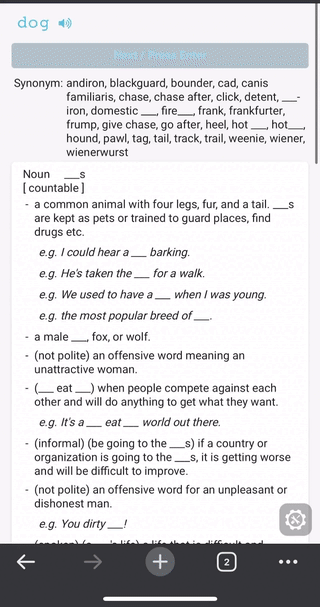 dog
Next / Press Enter
Synonym: andiron, blackguard, bounder, cad, canis
familiaris, chase, chase after, click, detent, ___-
iron, domestic ___, fire___, frank, frankfurter,
frump, give chase, go after, heel, hot ___, hot___,
hound, pawl, tag, tail, track, trail, weenie, wiener,
wienerwurst
Noun ___s
[ countable ]
- a common animal with four legs, fur, and a tail. ___s
are kept as pets or trained to guard places, find
drugs etc.
e.g. I could hear a ___ barking.
e.g. He's taken the ___ for a walk.
e.g. We used to have a ___ when I was young.
e.g. the most popular breed of ___.
- a male ___, fox, or wolf.
- (not polite) an offensive word meaning an
unattractive woman.
- (___ eat ___) when people compete against each
other and will do anything to get what they want.
e.g. It's a ___ eat ___ world out there.
- (informal) (be going to the ___s) if a country or
organization is going to the ___s, it is getting worse
and will be difficult to improve.
- (not polite) an offensive word for an unpleasant or
dishonest man.
e.g. You dirty ___!
2